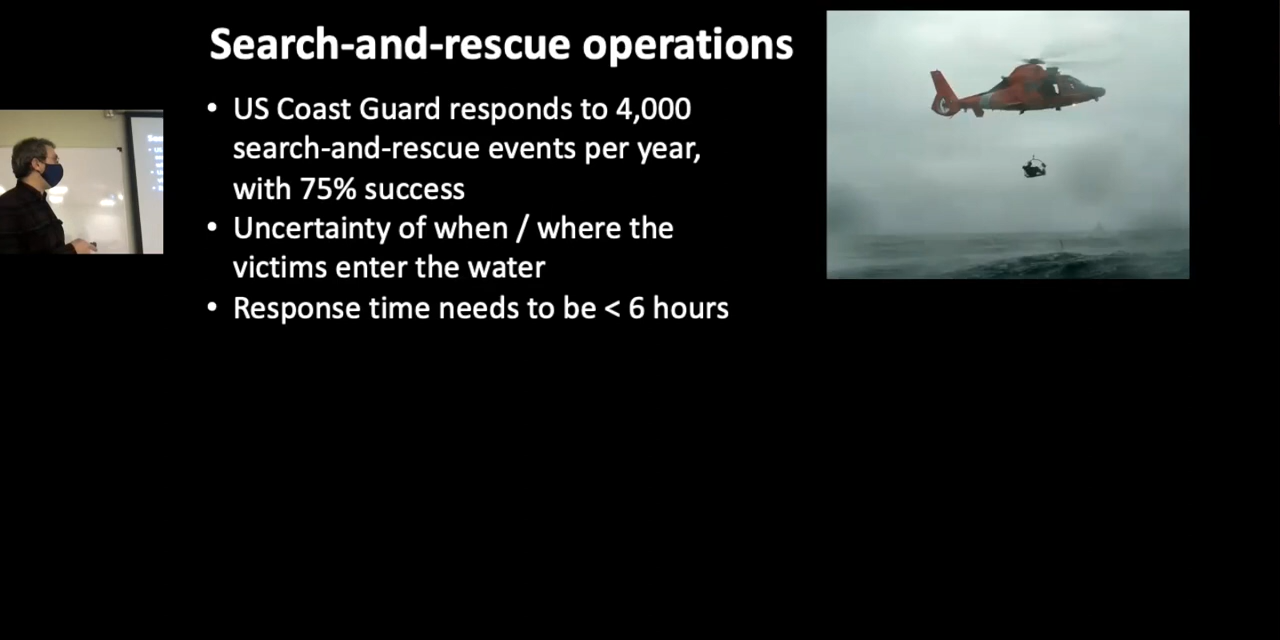 Search-and-rescue operations
• US Coast Guard responds to 4,000
search-and-rescue events per year,
with 75% success
• Uncertainty of when / where the
victims enter the water
• Response time needs to be < 6 hours